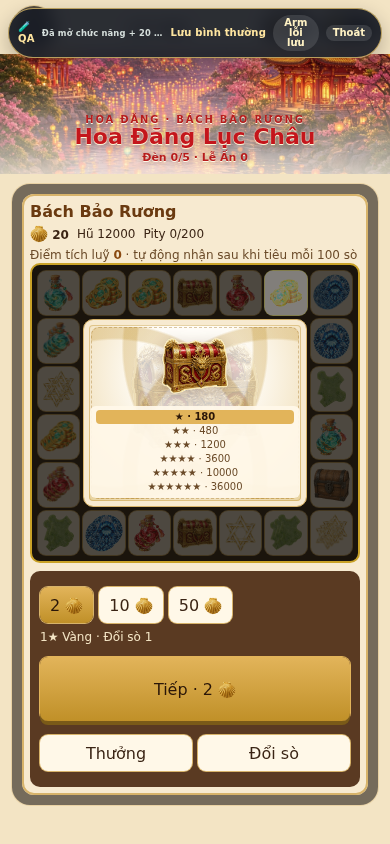 QA
Đã mở chức năng + 20 ...
Lưu bình thường
Arm lỗi lưu
Thoát
HOA ĐĂNG · BÁCH BẢO RƯƠNG
Hoa Đăng Lục Châu
Đèn 0/5 · Lễ Ấn 0
Bách Bảo Rương
20 Hũ 12000 Pity 0/200
Điểm tích luỹ 0 · tự động nhận sau khi tiêu mỗi 100 sò
★ · 180
★★ · 480
★★★ · 1200
★★★★ · 3600
★★★★★ · 10000
★★★★★★ · 36000
2
10
50
1★ Vàng · Đổi sò 1
Tiếp · 2
Thưởng
Đổi sò